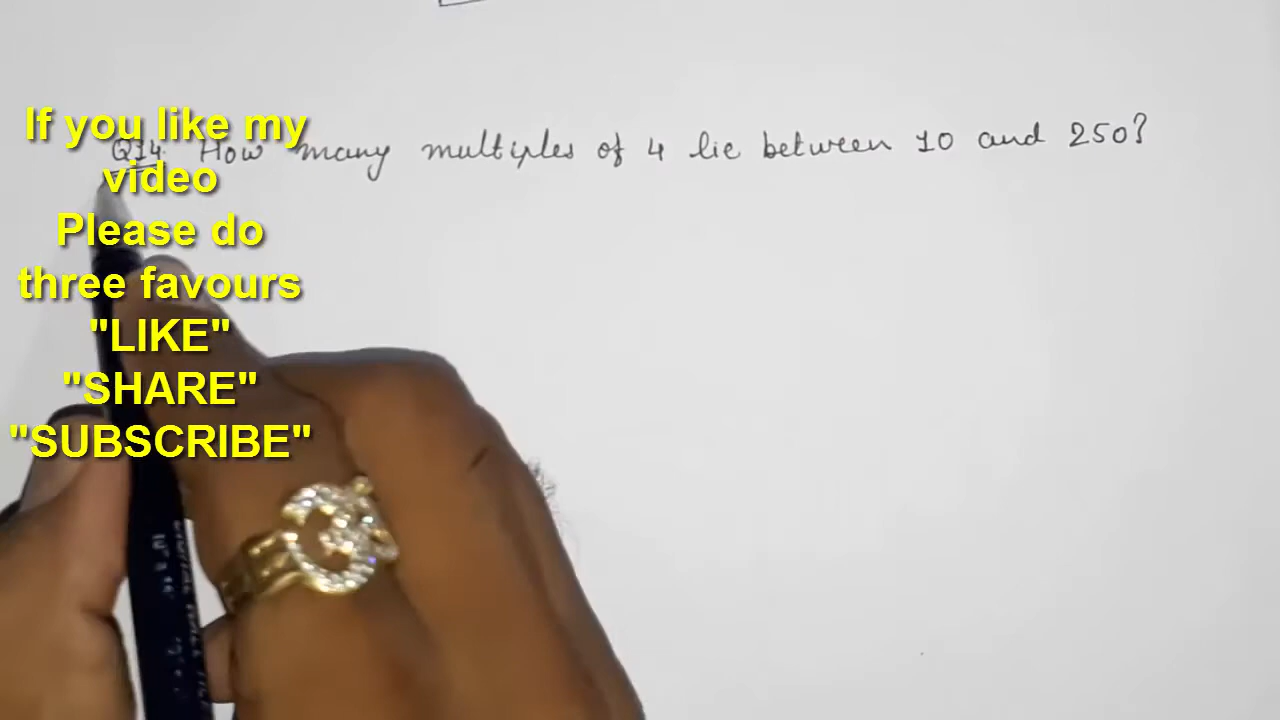 If you like my
video
Please do
three favours
"LIKE"
"SHARE"
"SUBSCRIBE"
Q14. How many multiples of 4 lie between 10 and 250?